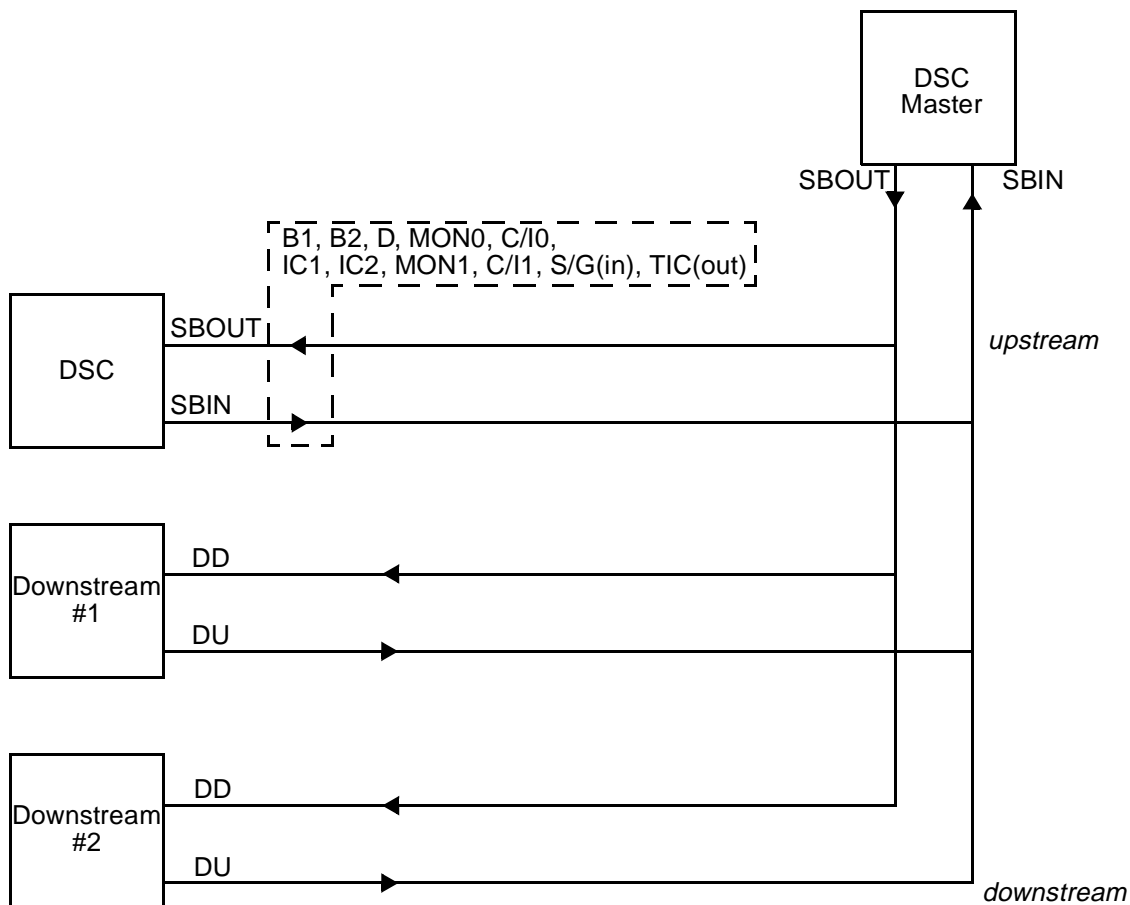 DSC
Master
SBOUT
SBIN
B1, B2, D, MON0, C/I0,
IC1, IC2, MON1, C/I1, S/G(in), TIC(out)
SBOUT
upstream
DSC
SBIN
DD
Downstream
#1
DU
DD
Downstream
#2
DU
downstream